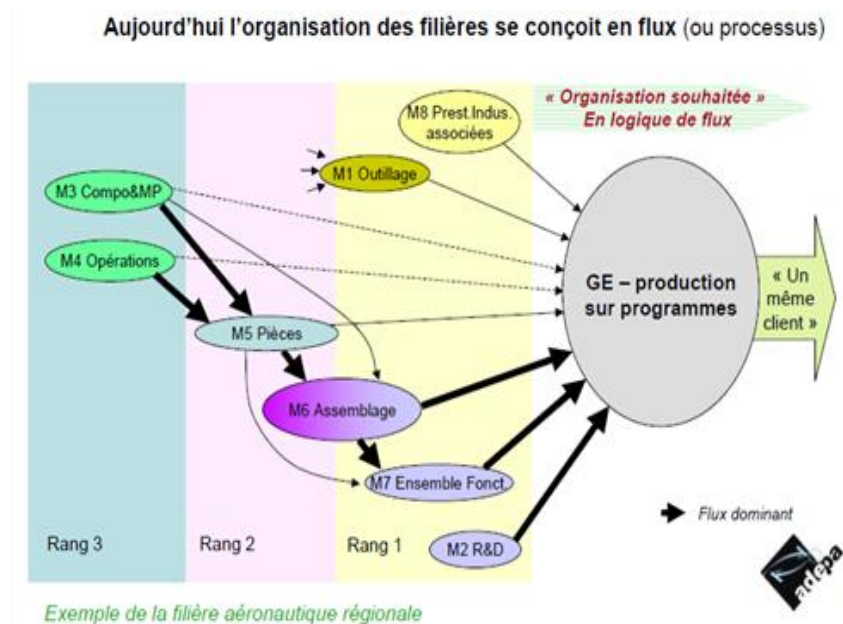 Aujourd'hui l'organisation des filières se conçoit en flux (ou processus)
« Organisation souhaitée »
En logique de flux
M8 Prest.Indus.
associées
M1 Outillage
M3 Compo&MP
M4 Opérations
GE – production
sur programmes
« Un
même
client »
M5 Pièces
M6 Assemblage
M7 Ensemble Fonct.
Flux dominant
Rang 3
Rang 2
Rang 1
M2 R&D
adepa
Exemple de la filière aéronautique régionale